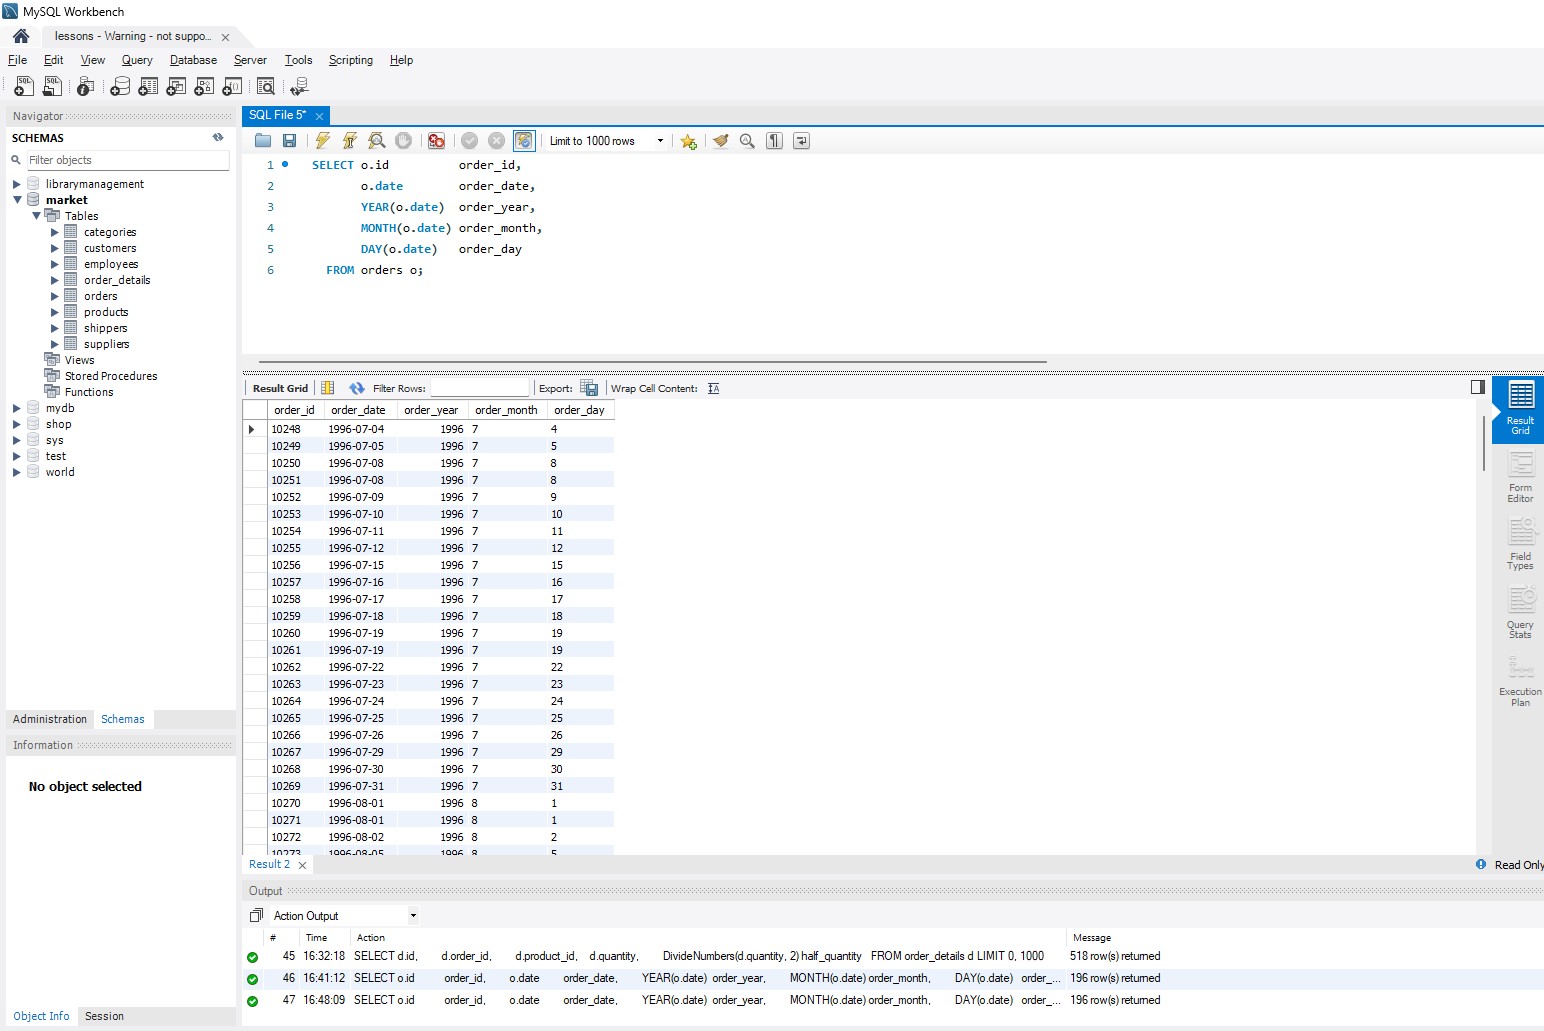 MySQL Workbench
lessons - Warning - not suppo...
File Edit View Query Database Server Tools Scripting Help
Navigator
SCHEMAS
Filter objects
librarymanagement
market
Tables
categories
customers
employees
order_details
orders
products
shippers
suppliers
Views
Stored Procedures
Functions
mydb
shop
sys
test
world
Administration Schemas
Information
No object selected
Object Info Session
SQL File 5*
Limit to 1000 rows
1 SELECT o.id order_id,
2 o.date order_date,
3 YEAR(o.date) order_year,
4 MONTH(o.date) order_month,
5 DAY(o.date) order_day
6 FROM orders o;
Result Grid Filter Rows: Export: Wrap Cell Content:
order_id order_date order_year order_month order_day
10248 1996-07-04 1996 7 4
10249 1996-07-05 1996 7 5
10250 1996-07-08 1996 7 8
10251 1996-07-08 1996 7 8
10252 1996-07-09 1996 7 9
10253 1996-07-10 1996 7 10
10254 1996-07-11 1996 7 11
10255 1996-07-12 1996 7 12
10256 1996-07-15 1996 7 15
10257 1996-07-16 1996 7 16
10258 1996-07-17 1996 7 17
10259 1996-07-18 1996 7 18
10260 1996-07-19 1996 7 19
10261 1996-07-19 1996 7 19
10262 1996-07-22 1996 7 22
10263 1996-07-23 1996 7 23
10264 1996-07-24 1996 7 24
10265 1996-07-25 1996 7 25
10266 1996-07-26 1996 7 26
10267 1996-07-29 1996 7 29
10268 1996-07-30 1996 7 30
10269 1996-07-31 1996 7 31
10270 1996-08-01 1996 8 1
10271 1996-08-01 1996 8 1
10272 1996-08-02 1996 8 2
10273 1996-08-05 1996 8 5
Result
Grid
Form
Editor
Field
Types
Query
Stats
Execution
Plan
Result 2
Read Only
Output
Action Output
# Time Action Message
45 16:32:18 SELECT d.id, d.order_id, d.product_id, d.quantity, DivideNumbers(d.quantity, 2) half_quantity FROM order_details d LIMIT 0, 1000 518 row(s) returned
46 16:41:12 SELECT o.id order_id, o.date order_date, YEAR(o.date) order_year, MONTH(o.date) order_month, DAY(o.date) order_... 196 row(s) returned
47 16:48:09 SELECT o.id order_id, o.date order_date, YEAR(o.date) order_year, MONTH(o.date) order_month, DAY(o.date) order_... 196 row(s) returned